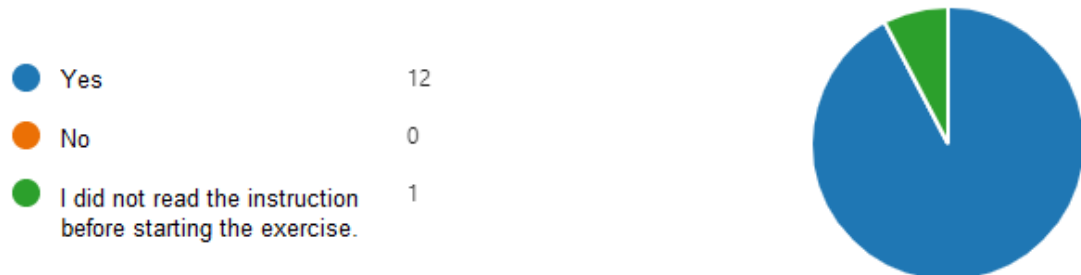 Yes 12
No 0
I did not read the instruction 1
before starting the exercise.